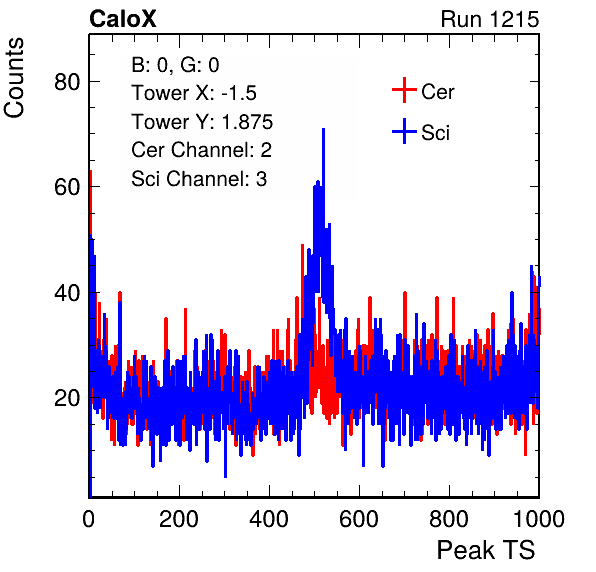 CaloX Run 1215
Counts
B: 0, G: 0
Tower X: -1.5
Tower Y: 1.875
Cer Channel: 2
Sci Channel: 3
Cer
Sci
80
60
40
20
0 200 400 600 800 1000
Peak TS